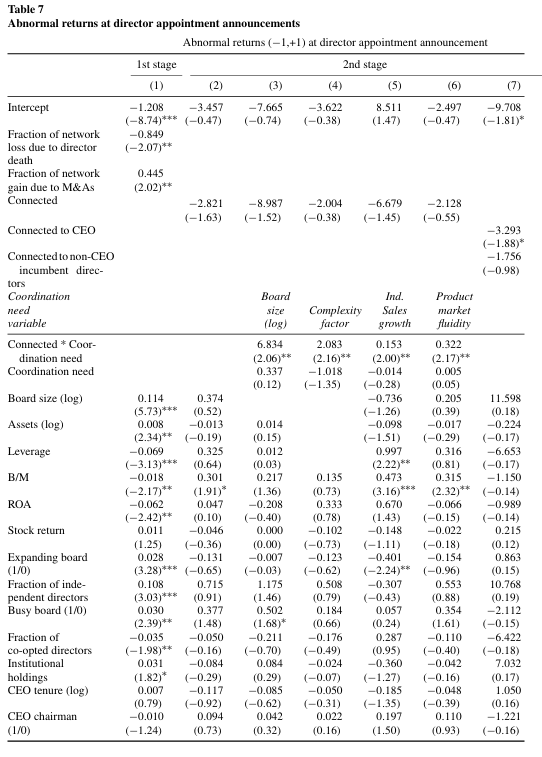 Table 7
Abnormal returns at director appointment announcements
Abnormal returns (−1,+1) at director appointment announcement
1st stage 2nd stage
(1) (2) (3) (4) (5) (6) (7)
Intercept −1.208 −3.457 −7.665 −3.622 8.511 −2.497 −9.708
(−8.74)*** (−0.47) (−0.74) (−0.38) (1.47) (−0.47) (−1.81)*
Fraction of network −0.849
loss due to director (−2.07)**
death
Fraction of network 0.445
gain due to M&As (2.02)**
Connected −2.821 −8.987 −2.004 −6.679 −2.128
(−1.63) (−1.52) (−0.38) (−1.45) (−0.55)
Connected to CEO −3.293
(−1.88)*
Connected to non-CEO −1.756
incumbent direc- (−0.98)
tors
Coordination Board Ind. Product
need size Complexity Sales market
variable (log) factor growth fluidity
Connected * Coor- 6.834 2.083 0.153 0.322
dination need (2.06)** (2.16)** (2.00)** (2.17)**
Coordination need 0.337 −1.018 −0.014 0.005
(0.12) (−1.35) (−0.28) (0.05)
Board size (log) 0.114 0.374 −0.736 0.205 11.598
(5.73)*** (0.52) (−1.26) (0.39) (0.18)
Assets (log) 0.008 −0.013 0.014 −0.098 −0.017 −0.224
(2.34)** (−0.19) (0.15) (−1.51) (−0.29) (−0.17)
Leverage −0.069 0.325 0.012 0.997 0.316 −6.653
(−3.13)*** (0.64) (0.03) (2.22)** (0.81) (−0.17)
B/M −0.018 0.301 0.217 0.135 0.473 0.315 −1.150
(−2.17)** (1.91)* (1.36) (0.73) (3.16)*** (2.32)** (−0.14)
ROA −0.062 0.047 −0.208 0.333 0.670 −0.066 −0.989
(−2.42)** (0.10) (−0.40) (0.78) (1.43) (−0.15) (−0.14)
Stock return 0.011 −0.046 0.000 −0.102 −0.148 −0.022 0.215
(1.25) (−0.36) (0.00) (−0.73) (−1.11) (−0.18) (0.12)
Expanding board 0.028 −0.131 −0.007 −0.123 −0.401 −0.154 0.863
(1/0) (3.28)*** (−0.65) (−0.03) (−0.62) (−2.24)** (−0.96) (0.15)
Fraction of inde- 0.108 0.715 1.175 0.508 −0.307 0.553 10.768
pendent directors (3.03)*** (0.91) (1.46) (0.79) (−0.43) (0.88) (0.19)
Busy board (1/0) 0.030 0.377 0.502 0.184 0.057 0.354 −2.112
(2.39)** (1.48) (1.68)* (0.66) (0.24) (1.61) (−0.15)
Fraction of −0.035 −0.050 −0.211 −0.176 0.287 −0.110 −6.422
co-opted directors (−1.98)** (−0.16) (−0.70) (−0.49) (0.95) (−0.40) (−0.18)
Institutional 0.031 −0.084 0.084 −0.024 −0.360 −0.042 7.032
holdings (1.82)* (−0.29) (0.29) (−0.07) (−1.27) (−0.16) (0.17)
CEO tenure (log) 0.007 −0.117 −0.085 −0.050 −0.185 −0.048 1.050
(0.79) (−0.92) (−0.62) (−0.31) (−1.35) (−0.39) (0.16)
CEO chairman −0.010 0.094 0.042 0.022 0.197 0.110 −1.221
(1/0) (−1.24) (0.73) (0.32) (0.16) (1.50) (0.93) (−0.16)